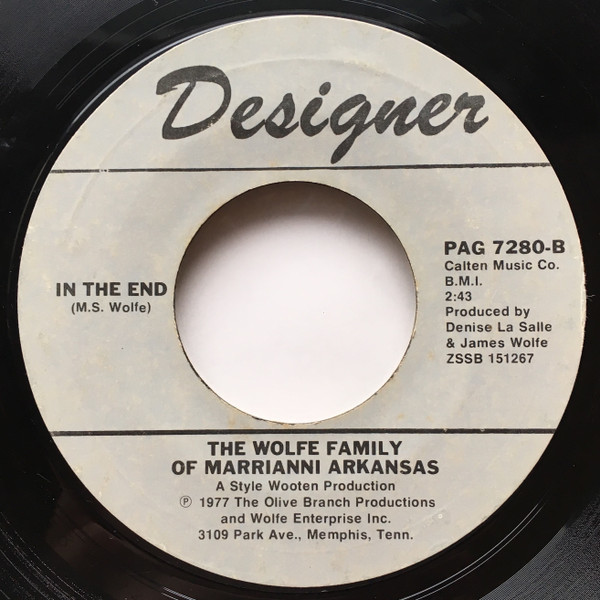 Designer
IN THE END
(M.S. Wolfe)
PAG 7280-B
Calten Music Co.
B.M.I.
2:43
Produced by
Denise La Salle
& James Wolfe
ZSSB 151267
THE WOLFE FAMILY
OF MARRIANNI ARKANSAS
A Style Wooten Production
℗ 1977 The Olive Branch Productions
and Wolfe Enterprise Inc.
3109 Park Ave., Memphis, Tenn.